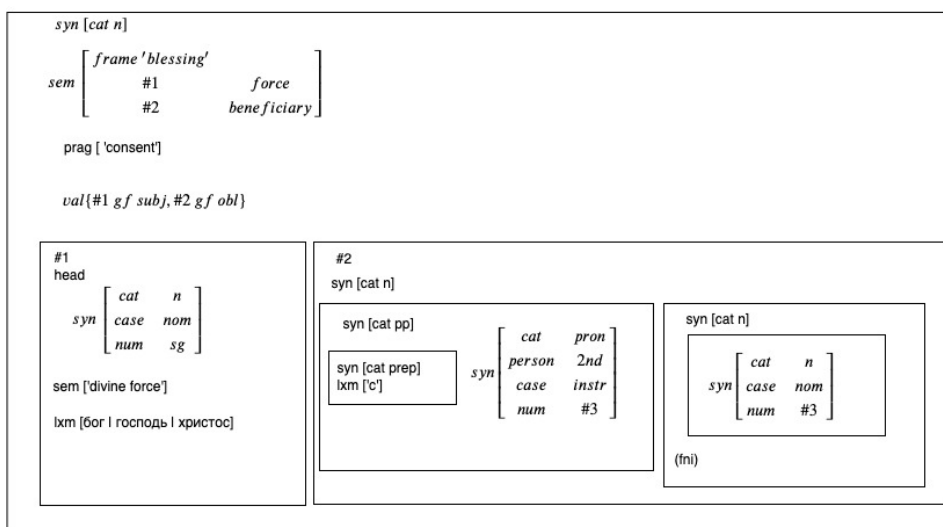 syn [cat n]
frame 'blessing'
sem
#1 force
#2 beneficiary
prag [ 'consent']
val{#1 gf subj, #2 gf obl}
#1
head
cat n
syn case nom
num sg
sem ['divine force']
lxm [бог | господь | христос]
#2
syn [cat n]
syn [cat pp]
syn [cat prep]
lxm ['c']
cat pron
syn person 2nd
case instr
num #3
syn [cat n]
cat n
syn case nom
num #3
(fni)